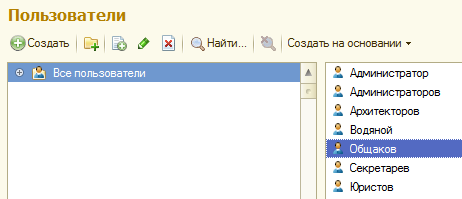 Пользователи
Создать Найти... Создать на основании
Все пользователи
Администратор
Администраторов
Архитекторов
Водяной
Общаков
Секретарев
Юристов